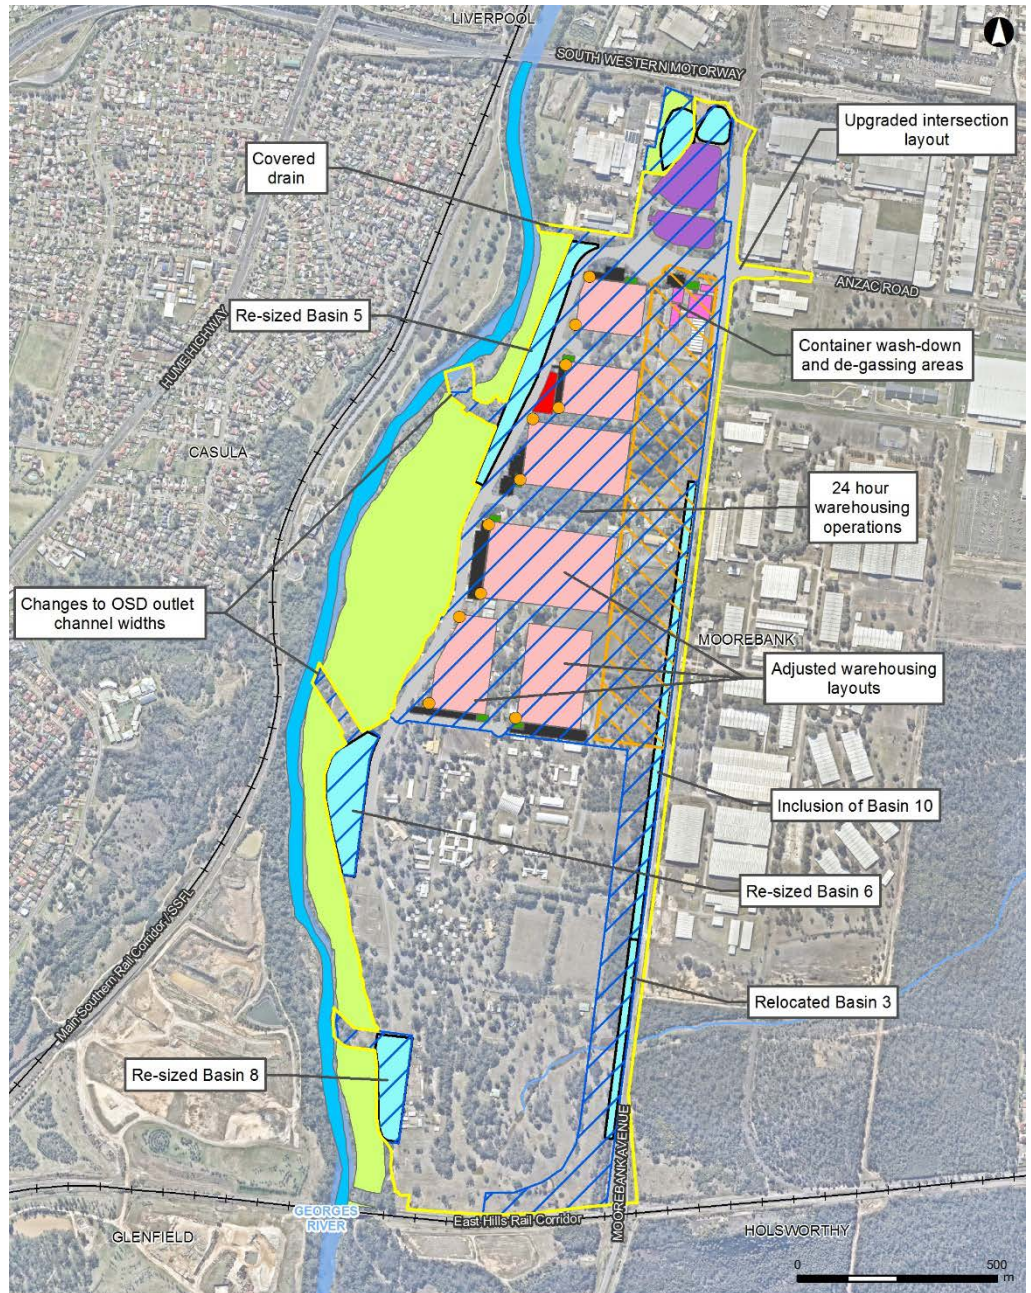 LIVERPOOL
SOUTH WESTERN MOTORWAY
Upgraded intersection
layout
Covered
drain
ANZAC ROAD
Re-sized Basin 5
Container wash-down
and de-gassing areas
HUME HIGHWAY
CASULA
24 hour
warehousing
operations
Changes to OSD outlet
channel widths
MOOREBANK
Adjusted warehousing
layouts
Inclusion of Basin 10
Re-sized Basin 6
Main Southern Rail Corridor / SSFL
Relocated Basin 3
Re-sized Basin 8
MOOREBANK AVENUE
GEORGES
RIVER
East Hills Rail Corridor
GLENFIELD
HOLSWORTHY
0 500
m